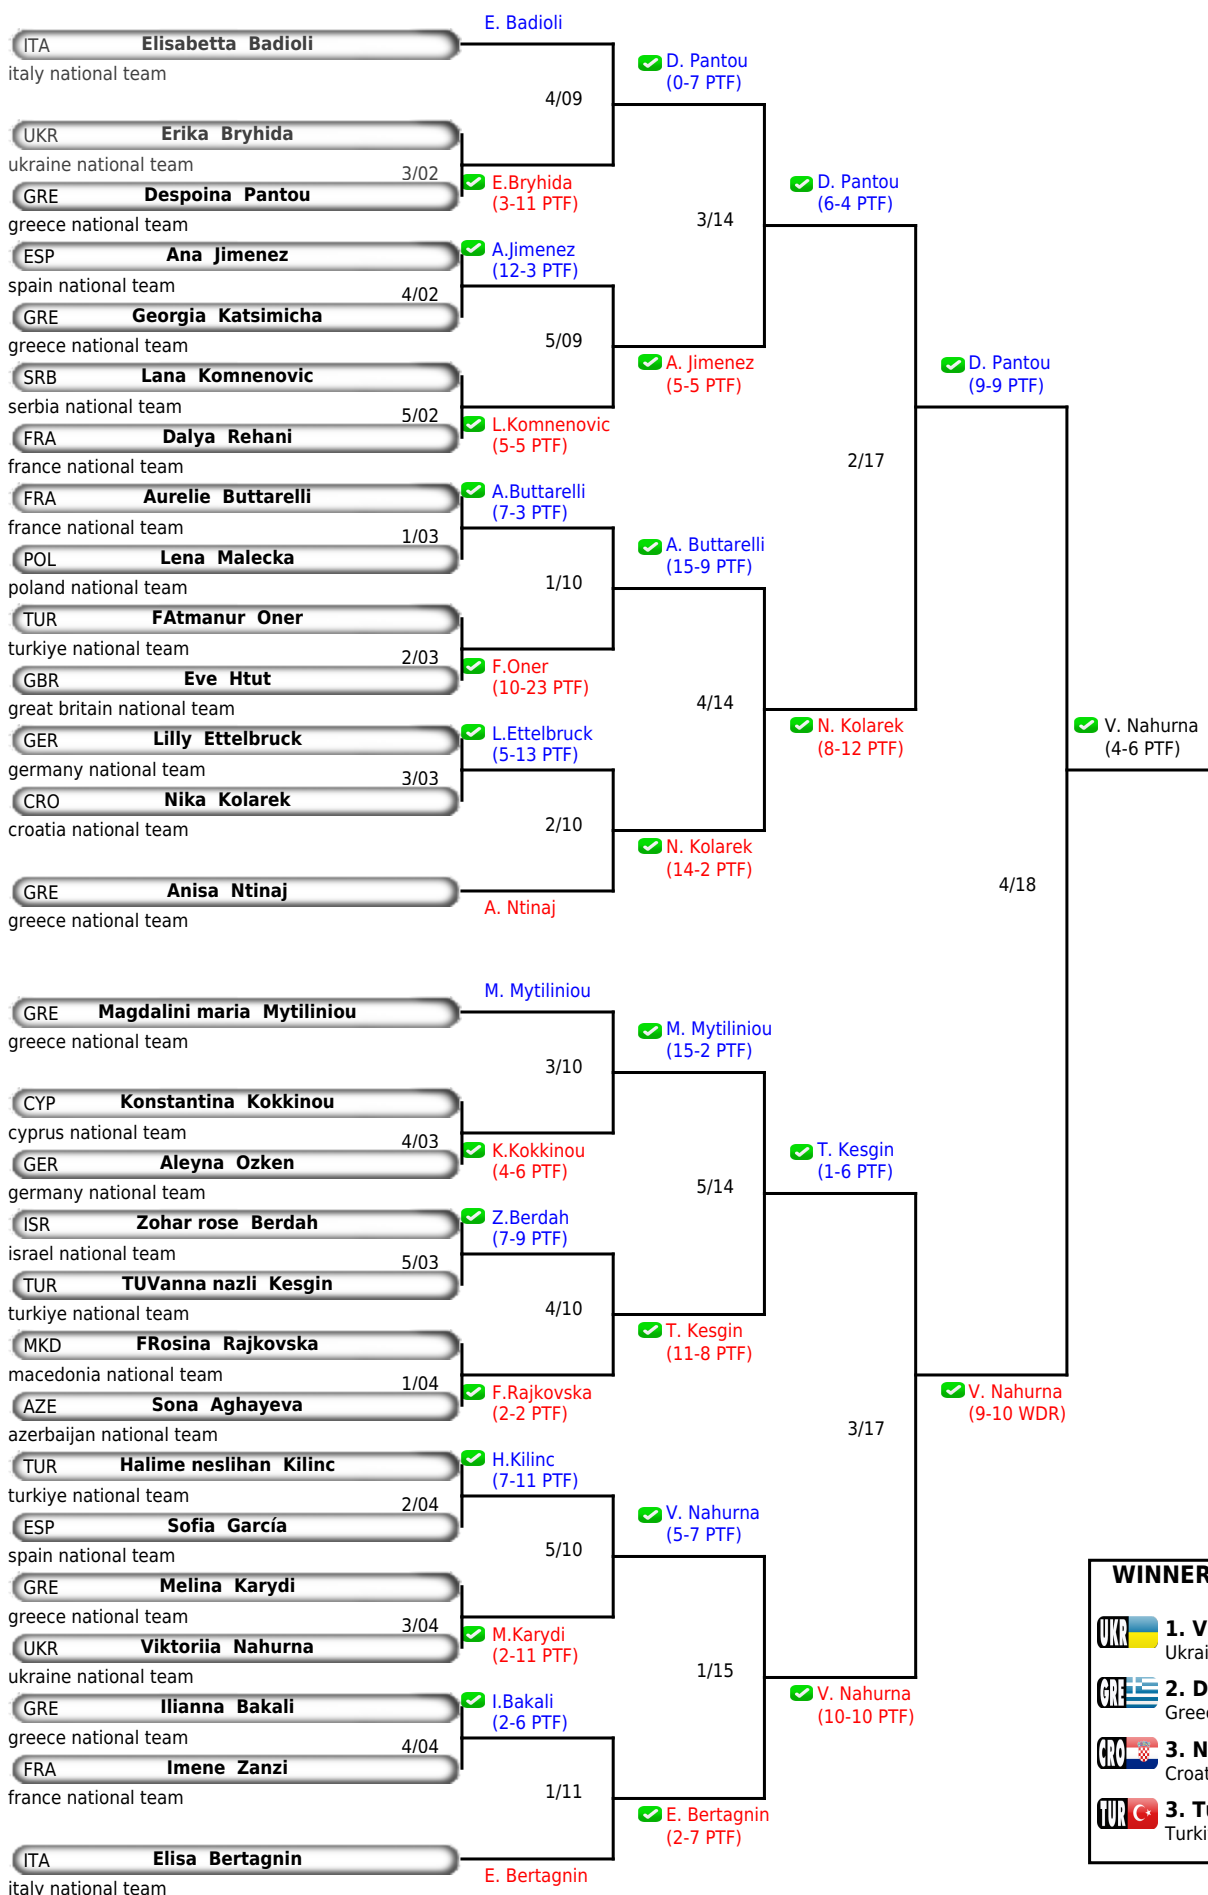 E. Badioli
ITA Elisabetta Badioli
italy national team
D. Pantou
(0-7 PTF)
4/09
UKR Erika Bryhida
ukraine national team
3/02
E.Bryhida
(3-11 PTF)
GRE Despoina Pantou
greece national team
D. Pantou
(6-4 PTF)
3/14
ESP Ana Jimenez
spain national team
A.Jimenez
(12-3 PTF)
4/02
GRE Georgia Katsimicha
greece national team
5/09
A. Jimenez
(5-5 PTF)
SRB Lana Komnenovic
serbia national team
D. Pantou
(9-9 PTF)
5/02
L.Komnenovic
(5-5 PTF)
FRA Dalya Rehani
france national team
2/17
FRA Aurelie Buttarelli
france national team
A.Buttarelli
(7-3 PTF)
1/03
POL Lena Malecka
poland national team
A. Buttarelli
(15-9 PTF)
1/10
TUR FAtmanur Oner
turkiye national team
2/03
F.Oner
(10-23 PTF)
GBR Eve Htut
great britain national team
4/14
N. Kolarek
(8-12 PTF)
GER Lilly Ettelbruck
germany national team
L.Ettelbruck
(5-13 PTF)
V. Nahurna
(4-6 PTF)
3/03
CRO Nika Kolarek
croatia national team
2/10
N. Kolarek
(14-2 PTF)
4/18
GRE Anisa Ntinaj
greece national team
A. Ntinaj
M. Mytiliniou
GRE Magdalini maria Mytiliniou
greece national team
M. Mytiliniou
(15-2 PTF)
3/10
CYP Konstantina Kokkinou
cyprus national team
4/03
K.Kokkinou
(4-6 PTF)
GER Aleyna Ozken
germany national team
T. Kesgin
(1-6 PTF)
5/14
ISR Zohar rose Berdah
israel national team
Z.Berdah
(7-9 PTF)
5/03
TUR TUVanna nazli Kesgin
turkiye national team
4/10
T. Kesgin
(11-8 PTF)
MKD FRosina Rajkovska
macedonia national team
1/04
F.Rajkovska
(2-2 PTF)
AZE Sona Aghayeva
azerbaijan national team
V. Nahurna
(9-10 WDR)
3/17
TUR Halime neslihan Kilinc
turkiye national team
H.Kilinc
(7-11 PTF)
2/04
ESP Sofia García
spain national team
V. Nahurna
(5-7 PTF)
5/10
GRE Melina Karydi
greece national team
3/04
M.Karydi
(2-11 PTF)
UKR Viktoriia Nahurna
ukraine national team
1/15
V. Nahurna
(10-10 PTF)
GRE Ilianna Bakali
greece national team
I.Bakali
(2-6 PTF)
4/04
FRA Imene Zanzi
france national team
1/11
E. Bertagnin
(2-7 PTF)
ITA Elisa Bertagnin
italy national team
E. Bertagnin
WINNER
UKR 1. V
Ukrai
GRE 2. D
Greec
CRO 3. N
Croat
TUR 3. Tu
Turki